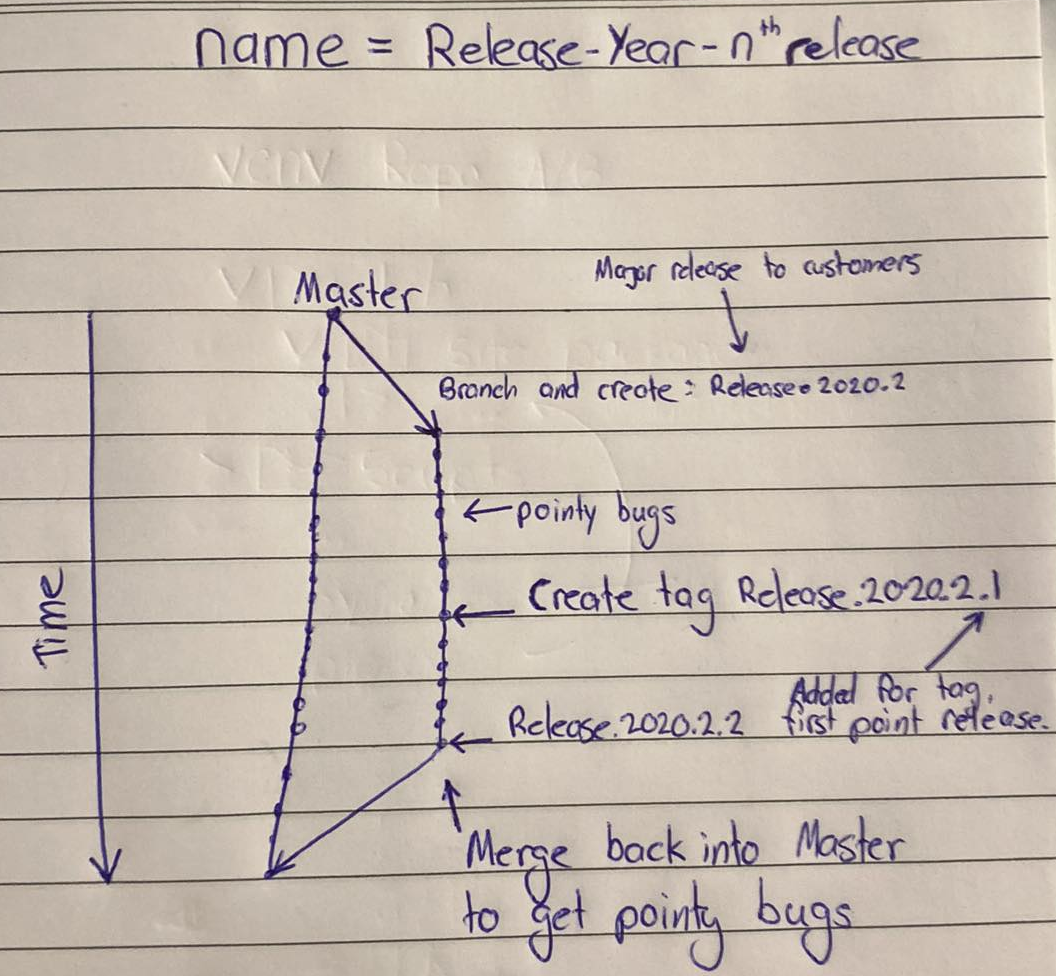 name = Release-Year-nth release
Master
Major release to customers
Branch and create: Release.2020.2
←pointy bugs
Time
Create tag Release.2020.2.1
Added for tag,
first point release.
Release.2020.2.2
Merge back into Master
to get pointy bugs